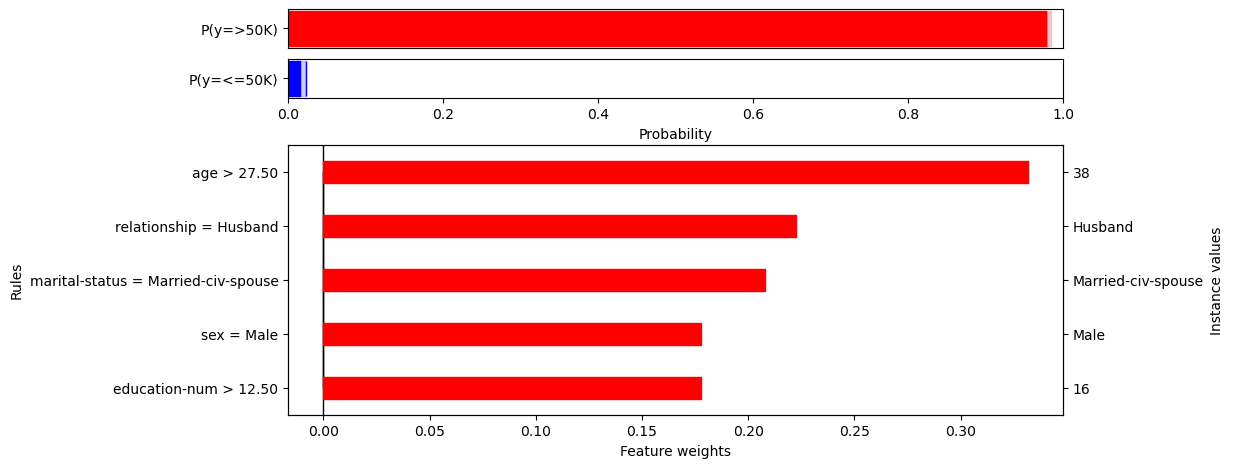 P(y=>50K)
P(y=<=50K)
0.0 0.2 0.4 0.6 0.8 1.0
Probability
age > 27.50 38
relationship = Husband Husband
marital-status = Married-civ-spouse Married-civ-spouse
sex = Male Male
education-num > 12.50 16
Rules
Instance values
0.00 0.05 0.10 0.15 0.20 0.25 0.30
Feature weights